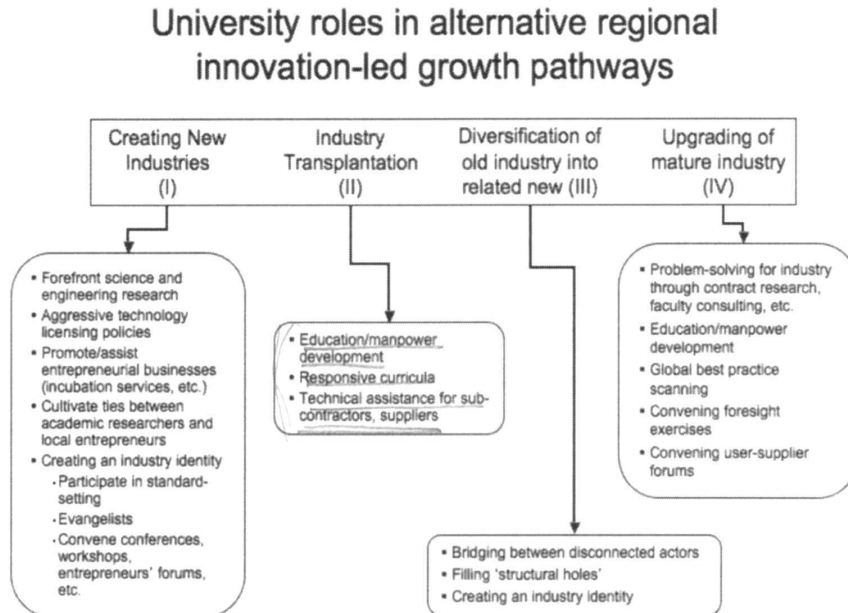 University roles in alternative regional
innovation-led growth pathways
Creating New
Industries
(I)
Industry
Transplantation
(II)
Diversification of
old industry into
related new (III)
Upgrading of
mature industry
(IV)
• Forefront science and
engineering research
• Aggressive technology
licensing policies
• Promote/assist
entrepreneurial businesses
(incubation services, etc.)
• Cultivate ties between
academic researchers and
local entrepreneurs
• Creating an industry identity
• Participate in standard-
setting
• Evangelists
• Convene conferences,
workshops,
entrepreneurs' forums,
etc.
• Education/manpower
development
• Responsive curricula
• Technical assistance for sub-
contractors, suppliers
• Bridging between disconnected actors
• Filling 'structural holes'
• Creating an industry identity
• Problem-solving for industry
through contract research,
faculty consulting, etc.
• Education/manpower
development
• Global best practice
scanning
• Convening foresight
exercises
• Convening user-supplier
forums